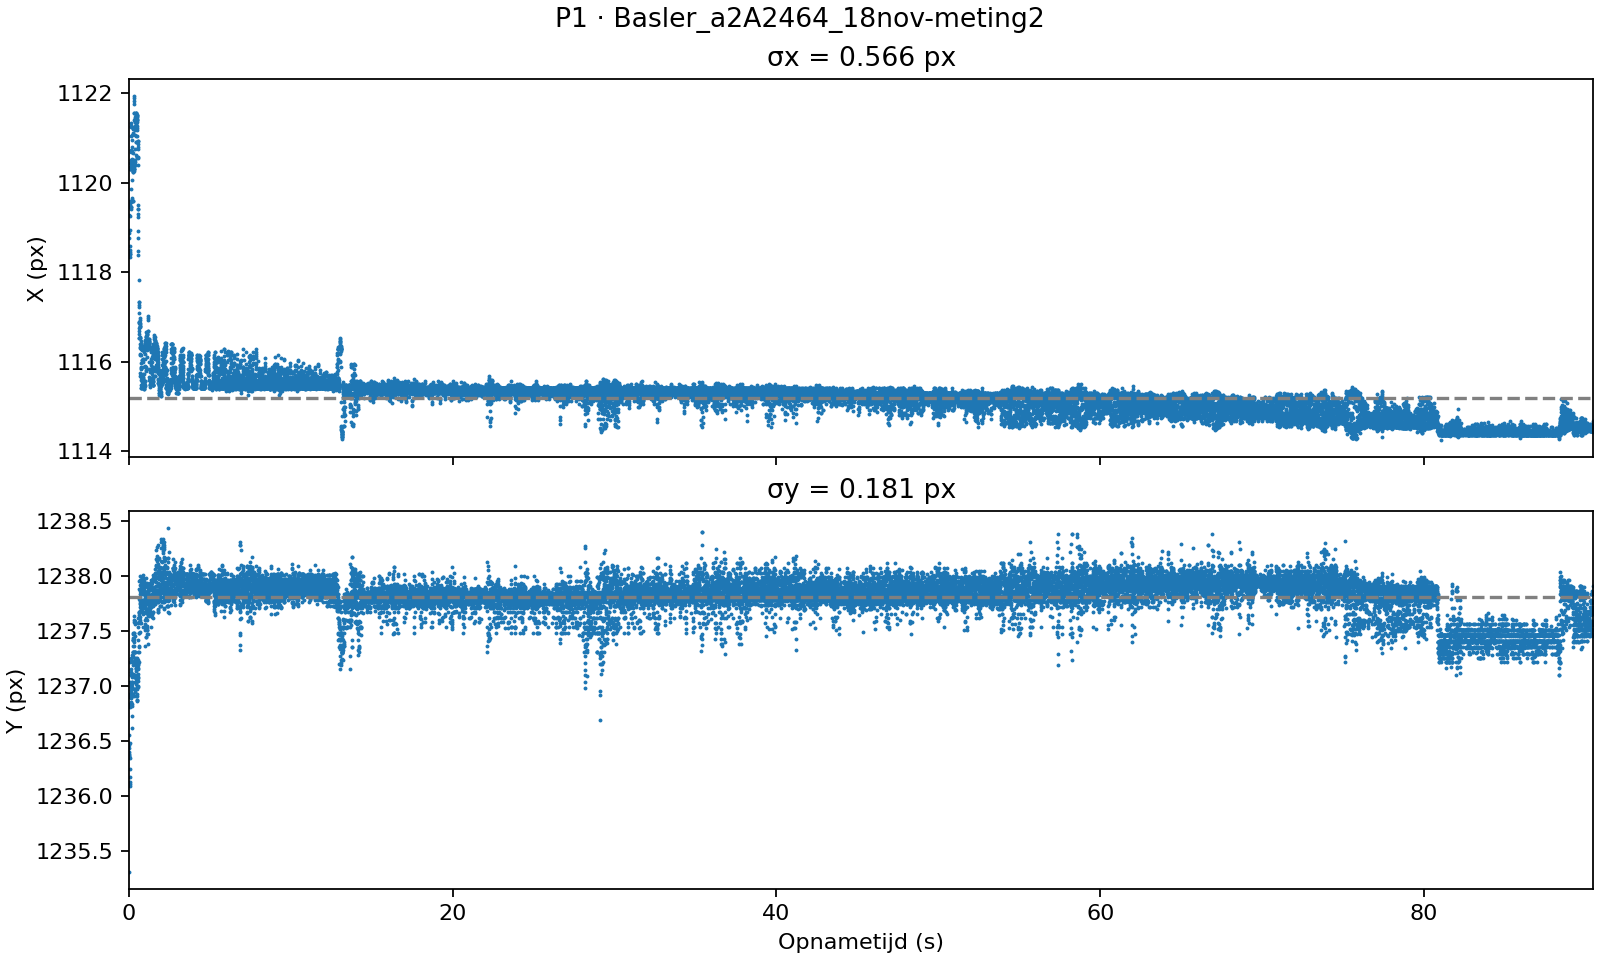 P1 · Basler_a2A2464_18nov-meting2
σx = 0.566 px
1122
1120
1118
1116
1114
X (px)
σy = 0.181 px
1238.5
1238.0
1237.5
1237.0
1236.5
1236.0
1235.5
Y (px)
0 20 40 60 80
Opnametijd (s)